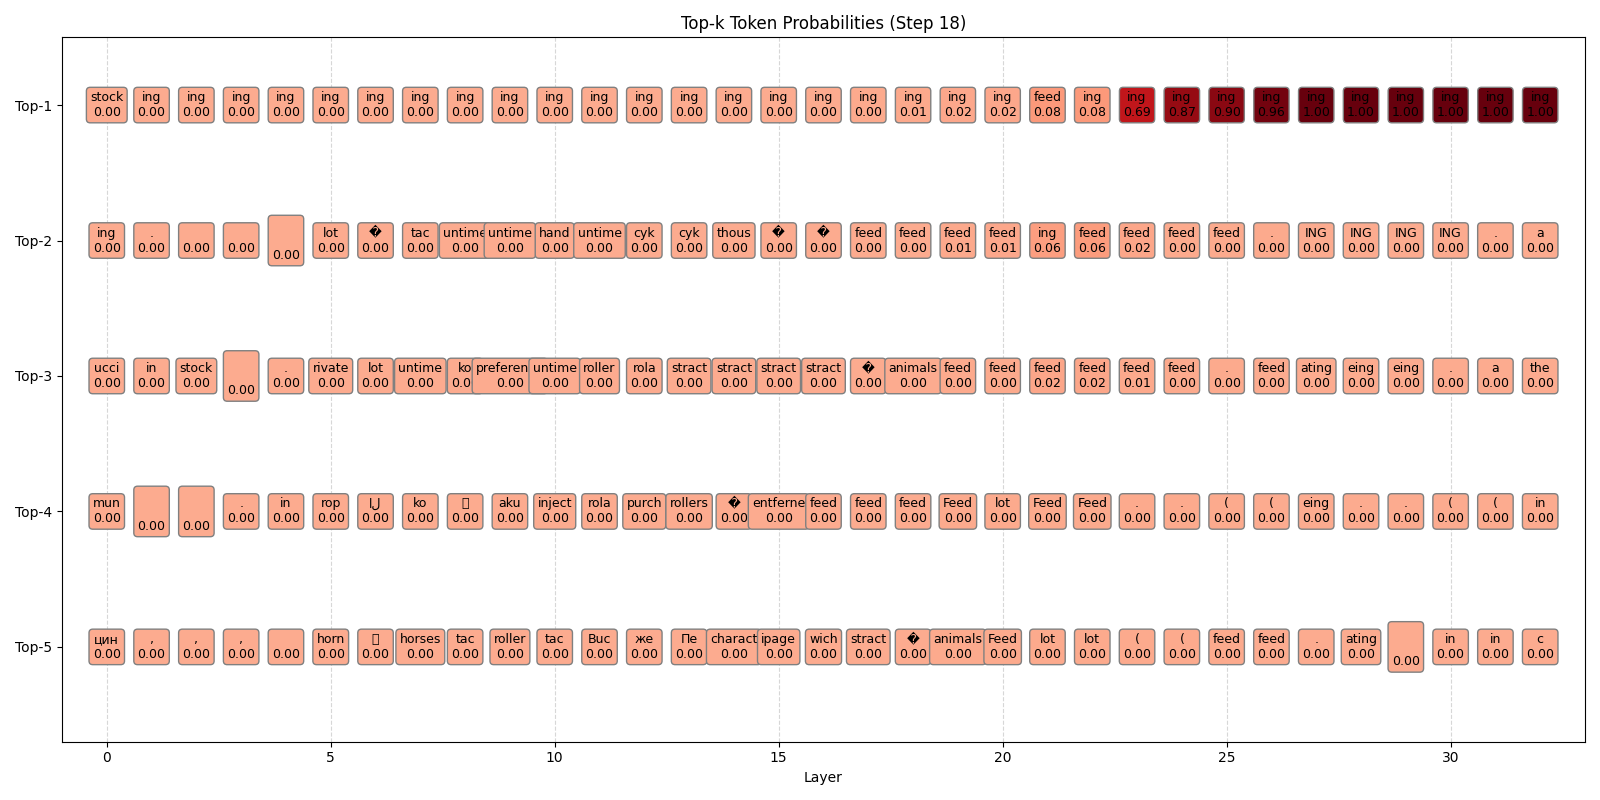 Top-k Token Probabilities (Step 18)
Top-1
stock ing ing ing ing ing ing ing ing ing ing ing ing ing ing ing ing ing ing ing ing feed ing ing ing ing ing ing ing ing ing ing ing
0.00 0.00 0.00 0.00 0.00 0.00 0.00 0.00 0.00 0.00 0.00 0.00 0.00 0.00 0.00 0.00 0.00 0.00 0.01 0.02 0.02 0.08 0.08 0.69 0.87 0.90 0.96 1.00 1.00 1.00 1.00 1.00 1.00
Top-2
ing . lot � tac untime untime hand untime cyk cyk thous � � feed feed feed feed ing feed feed feed feed . ING ING ING ING . a
0.00 0.00 0.00 0.00 0.00 0.00 0.00 0.00 0.00 0.00 0.00 0.00 0.00 0.00 0.00 0.00 0.00 0.00 0.00 0.01 0.01 0.06 0.06 0.02 0.00 0.00 0.00 0.00 0.00 0.00 0.00 0.00 0.00
Top-3
ucci in stock . rivate lot untime ko preferen untime roller rola stract stract stract stract � animals feed feed feed feed feed feed . feed ating eing eing . a the
0.00 0.00 0.00 0.00 0.00 0.00 0.00 0.00 0.0 0.00 0.00 0.00 0.00 0.00 0.00 0.00 0.00 0.00 0.00 0.00 0.00 0.02 0.02 0.01 0.00 0.00 0.00 0.00 0.00 0.00 0.00 0.00 0.00
Top-4
mun . in rop لل ko aku inject rola purch rollers � entferne feed feed feed Feed lot Feed Feed . . ( ( eing . . ( ( in
0.00 0.00 0.00 0.00 0.00 0.00 0.00 0.00 0.00 0.00 0.00 0.00 0.00 0.00 0.00 0.00 0.00 0.00 0.00 0.00 0.00 0.00 0.00 0.00 0.00 0.00 0.00 0.00 0.00 0.00 0.00 0.00 0.00
Top-5
цин , , , horn horses tac roller tac Buc же Пе charact ipage wich stract � animals Feed lot lot ( ( feed feed . ating in in c
0.00 0.00 0.00 0.00 0.00 0.00 0.00 0.00 0.00 0.00 0.00 0.00 0.00 0.00 0.00 0.00 0.00 0.00 0.00 0.00 0.00 0.00 0.00 0.00 0.00 0.00 0.00 0.00 0.00 0.00 0.00 0.00 0.00
0 5 10 15 20 25 30
Layer